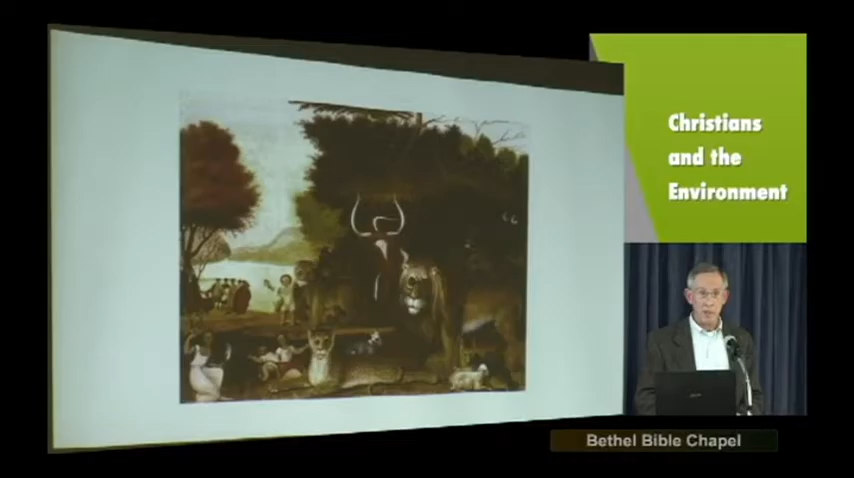 Christians
and the
Environment
Bethel Bible Chapel